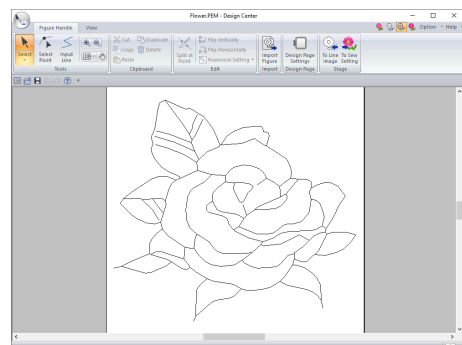 Flower.PEM - Design Center
Figure Handle View
Option Help
Select Select Point Input Line
Tools
Cut Duplicate
Copy Delete
Paste
Clipboard
Split at Point
Flip Vertically
Flip Horizontally
Numerical Setting
Edit
Import Figure
Import
Design Page Settings
Design Page
To Line Image To Sew Setting
Stage